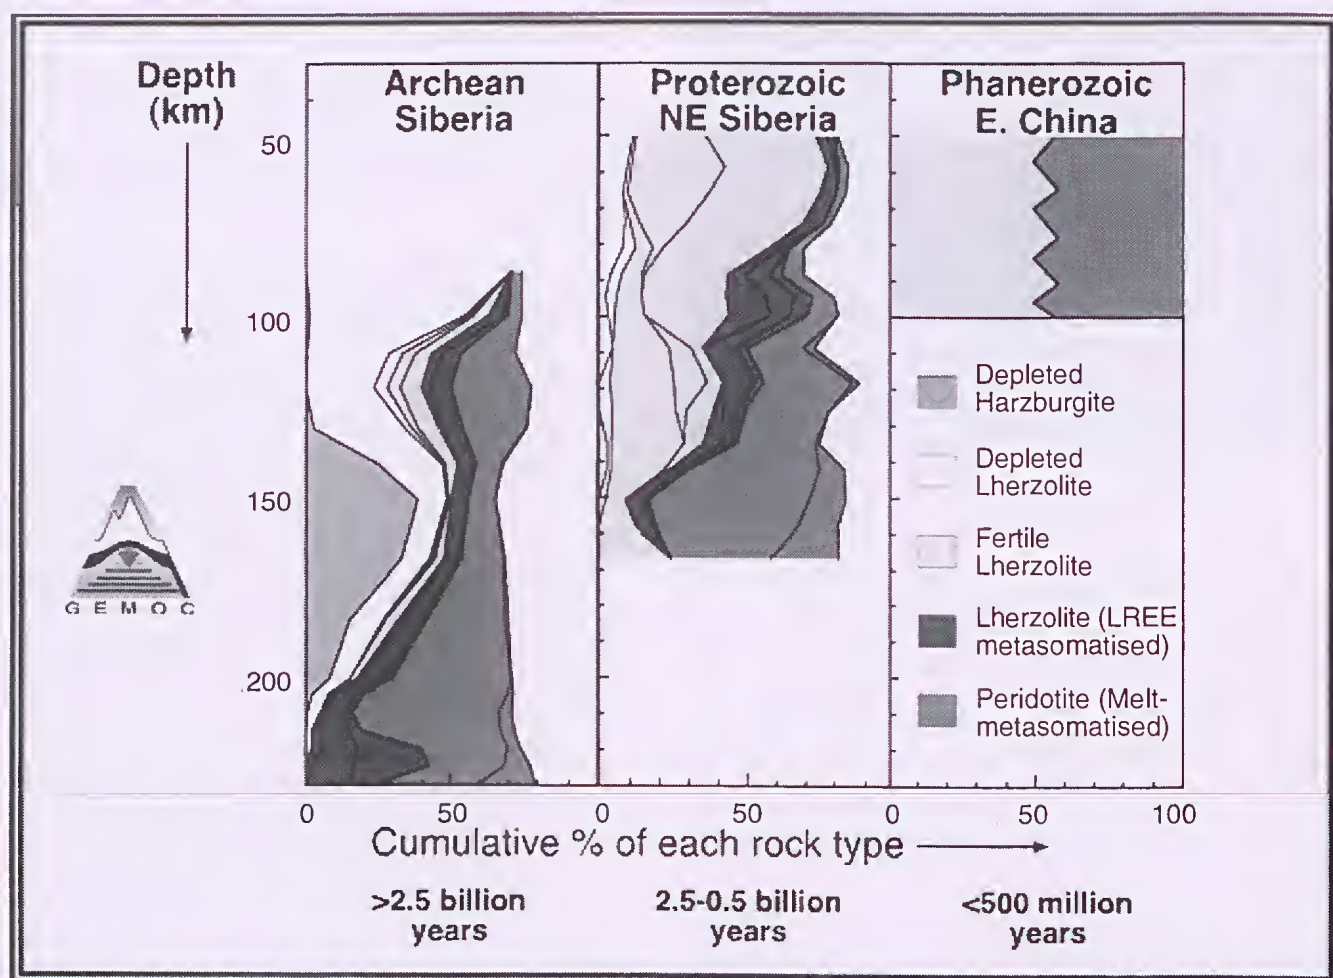 Depth
(km)
Archean
Siberia
Proterozoic
NE Siberia
Phanerozoic
E. China
50
100
150
200
Depleted
Harzburgite
Depleted
Lherzolite
Fertile
Lherzolite
Lherzolite (LREE
metasomatised)
Peridotite (Melt-
metasomatised)
G E M O C
0 50 0 50 0 50 100
Cumulative % of each rock type
>2.5 billion
years
2.5-0.5 billion
years
<500 million
years